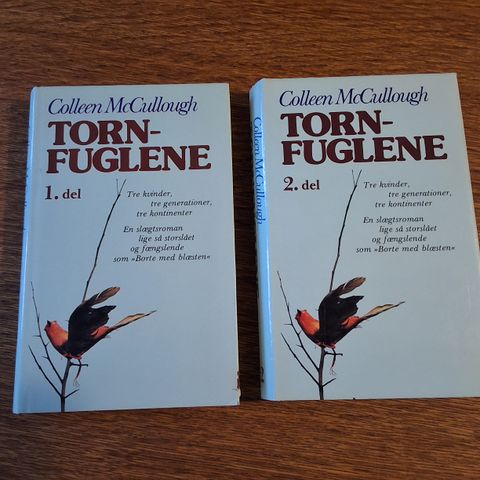 Colleen McCullough
TORN-
FUGLENE
1. del
Tre kvinder,
tre generationer,
tre kontinenter
En slægtsroman
lige så storslået
og fængslende
som »Borte med blæsten«
Colleen McCullough
Colleen McCullough
TORN-
FUGLENE
2. del
Tre kvinder,
tre generationer,
tre kontinenter
En slægtsroman
lige så storslået
og fængslende
som »Borte med blæsten«